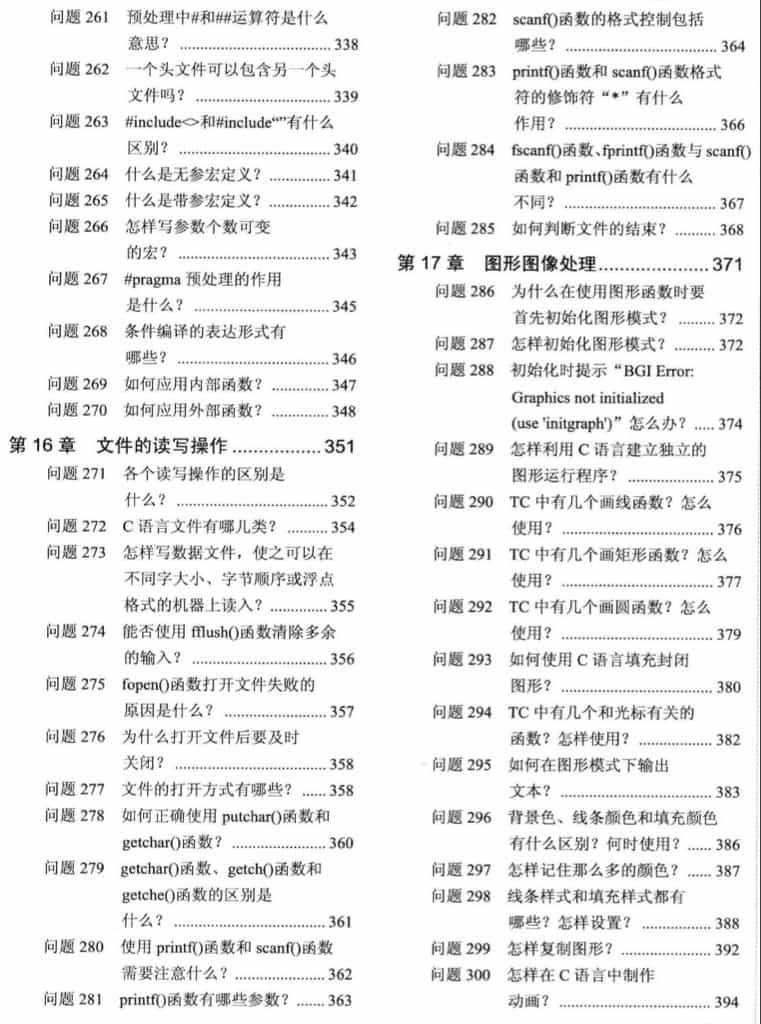 问题 261 预处理中#和##运算符是什么
意思? ........................ 338
问题 262 一个头文件可以包含另一个头
文件吗? ........................ 339
问题 263 #include<>和#include“”有什么
区别? ........................ 340
问题 264 什么是无参宏定义? ............ 341
问题 265 什么是带参宏定义? ............ 342
问题 266 怎样写参数个数可变
的宏? ........................ 343
问题 267 #pragma 预处理的作用
是什么? ........................ 345
问题 268 条件编译的表达形式有
哪些? ........................ 346
问题 269 如何应用内部函数? ............ 347
问题 270 如何应用外部函数? ............ 348
第 16 章 文件的读写操作 .................. 351
问题 271 各个读写操作的区别是
什么? ........................ 352
问题 272 C 语言文件有哪几类? ......... 354
问题 273 怎样写数据文件，使之可以在
不同字大小、字节顺序或浮点
格式的机器上读入? ............ 355
问题 274 能否使用 fflush()函数清除多余
的输入? ........................ 356
问题 275 fopen()函数打开文件失败的
原因是什么? .................. 357
问题 276 为什么打开文件后要及时
关闭? ........................ 358
问题 277 文件的打开方式有哪些? ...... 358
问题 278 如何正确使用 putchar()函数和
getchar()函数? .................. 360
问题 279 getchar()函数、getch()函数和
getche()函数的区别是
什么? ........................ 361
问题 280 使用 printf()函数和 scanf()函数
需要注意什么? .................. 362
问题 281 printf()函数有哪些参数? ....... 363
问题 282 scanf()函数的格式控制包括
哪些? ........................ 364
问题 283 printf()函数和 scanf()函数格式
符的修饰符“*”有什么
作用? ........................ 366
问题 284 fscanf()函数、fprintf()函数与 scanf()
函数和 printf()函数有什么
不同? ........................ 367
问题 285 如何判断文件的结束? ......... 368
第 17 章 图形图像处理 .................... 371
问题 286 为什么在使用图形函数时要
首先初始化图形模式? ......... 372
问题 287 怎样初始化图形模式? ......... 372
问题 288 初始化时提示“BGI Error:
Graphics not initialized
(use 'initgraph')”怎么办? ..... 374
问题 289 怎样利用 C 语言建立独立的
图形运行程序? .................. 375
问题 290 TC 中有几个画线函数? 怎么
使用? ........................ 376
问题 291 TC 中有几个画矩形函数? 怎么
使用? ........................ 377
问题 292 TC 中有几个画圆函数? 怎么
使用? ........................ 379
问题 293 如何使用 C 语言填充封闭
图形? ........................ 380
问题 294 TC 中有几个和光标有关的
函数? 怎样使用? ............... 382
问题 295 如何在图形模式下输出
文本? ........................ 383
问题 296 背景色、线条颜色和填充颜色
有什么区别? 何时使用? ...... 386
问题 297 怎样记住那么多的颜色? ...... 387
问题 298 线条样式和填充样式都有
哪些? 怎样设置? ............... 388
问题 299 怎样复制图形? .................. 392
问题 300 怎样在 C 语言中制作
动画? ........................ 394